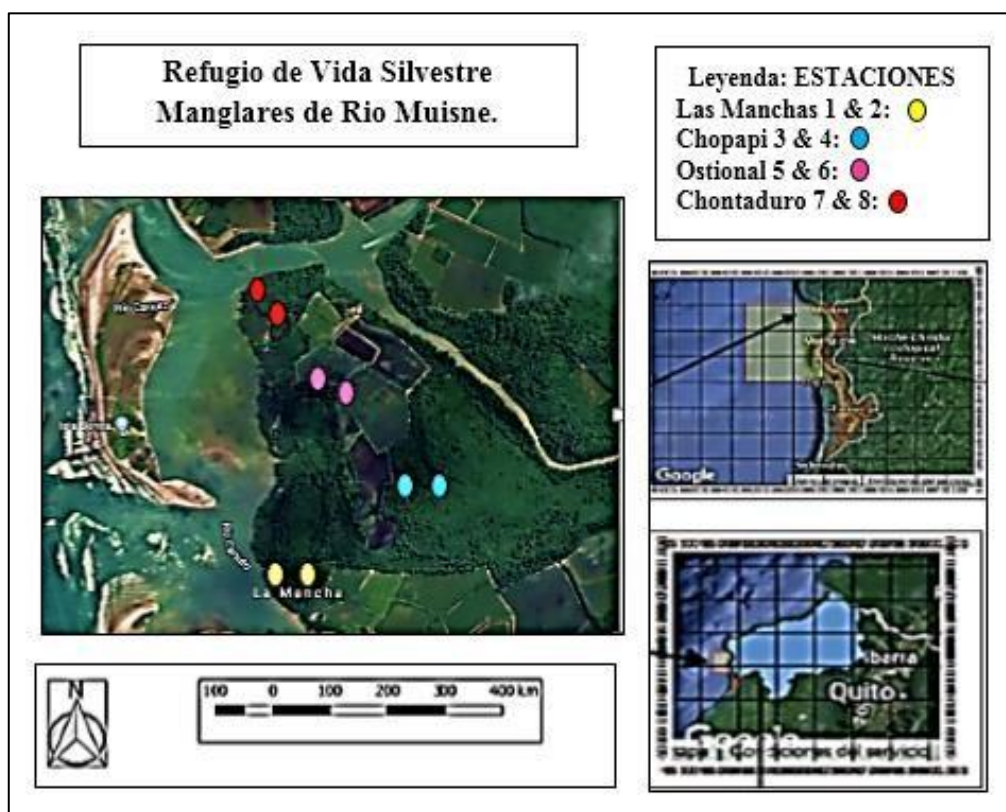 Refugio de Vida Silvestre
Manglares de Rio Muisne.
Leyenda: ESTACIONES
Las Manchas 1 & 2:
Chopapi 3 & 4:
Ostional 5 & 6:
Chontaduro 7 & 8:
La Mancha
Google
Ibarra
Quito
Google
N
100 0 100 200 300 400 km